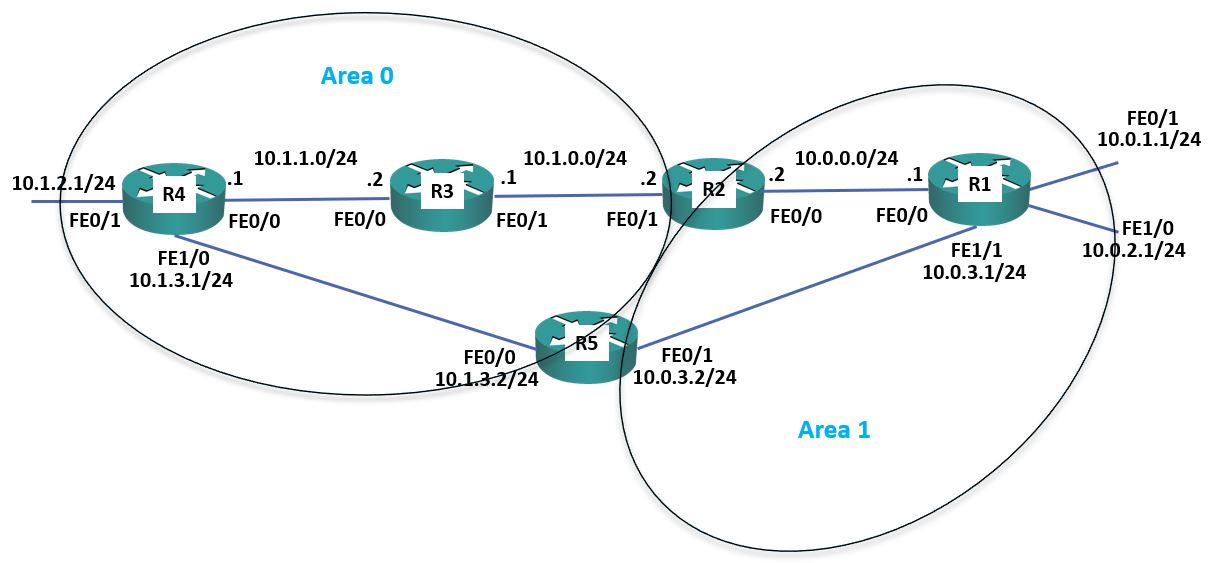 Area 0
FE0/1
10.0.1.1/24
10.1.1.0/24
10.1.0.0/24
10.0.0.0/24
10.1.2.1/24
R4
.1
.2
R3
.1
.2
R2
.2
.1
R1
FE0/1
FE0/0
FE0/0
FE0/1
FE0/1
FE0/0
FE0/0
FE1/0
10.0.2.1/24
FE1/0
10.1.3.1/24
FE1/1
10.0.3.1/24
R5
FE0/0
10.1.3.2/24
FE0/1
10.0.3.2/24
Area 1